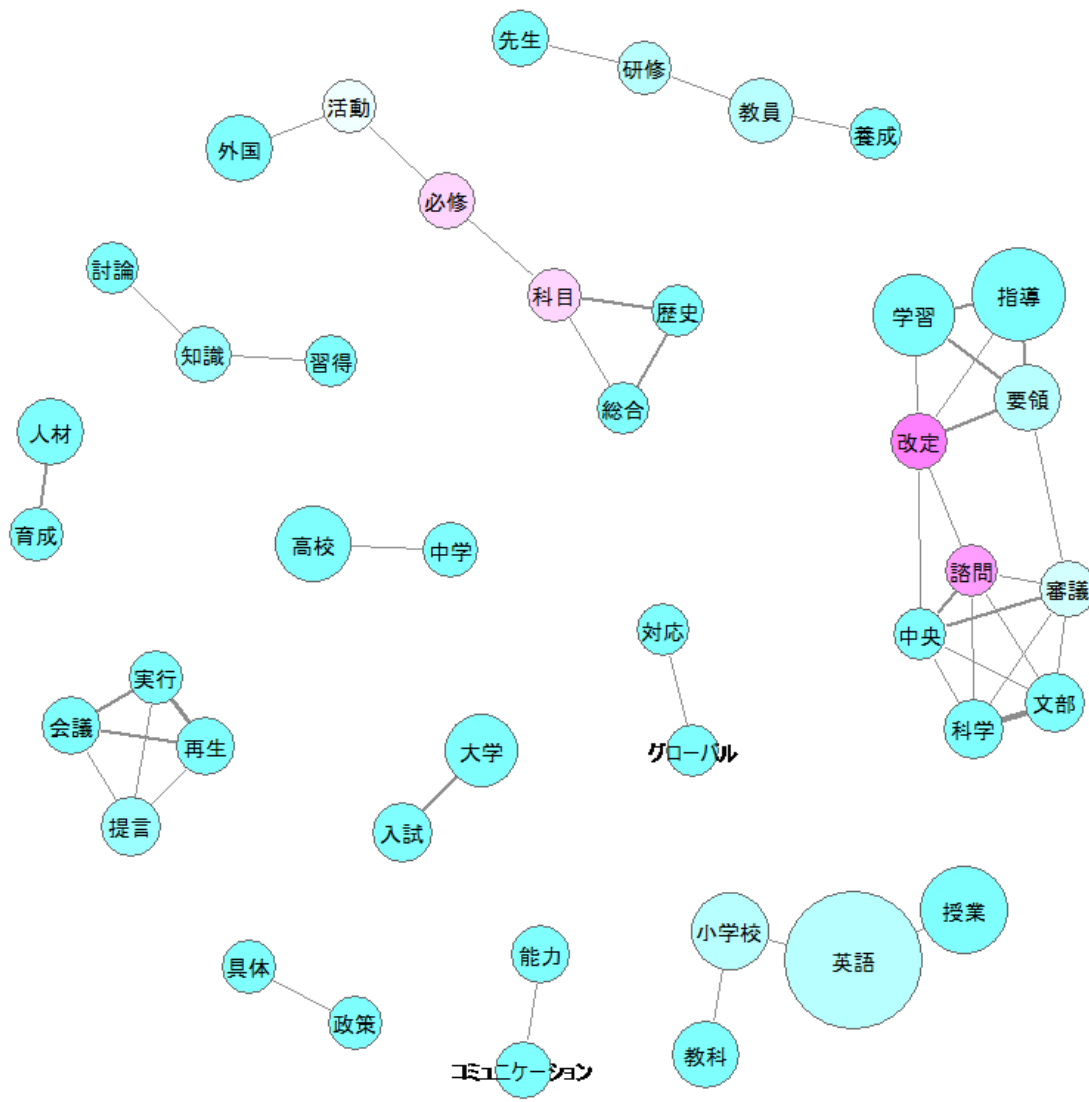 先生
研修
教員
養成
活動
外国
必修
科目
歴史
総合
討論
知識
習得
指導
学習
要領
改定
人材
育成
高校
中学
諮問
審議
中央
文部
科学
対応
グローバル
実行
会議
再生
提言
大学
入試
小学校
英語
授業
教科
能力
コミュニケーション
具体
政策